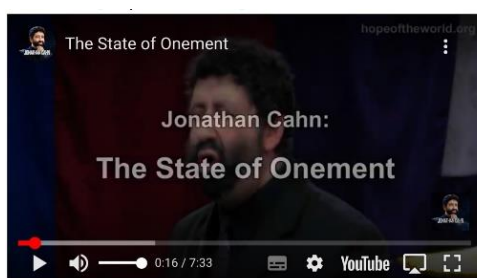 hopeoftheworld.org
The State of Onement
Jonathan Cahn:
The State of Onement
0:16 / 7:33
YouTube